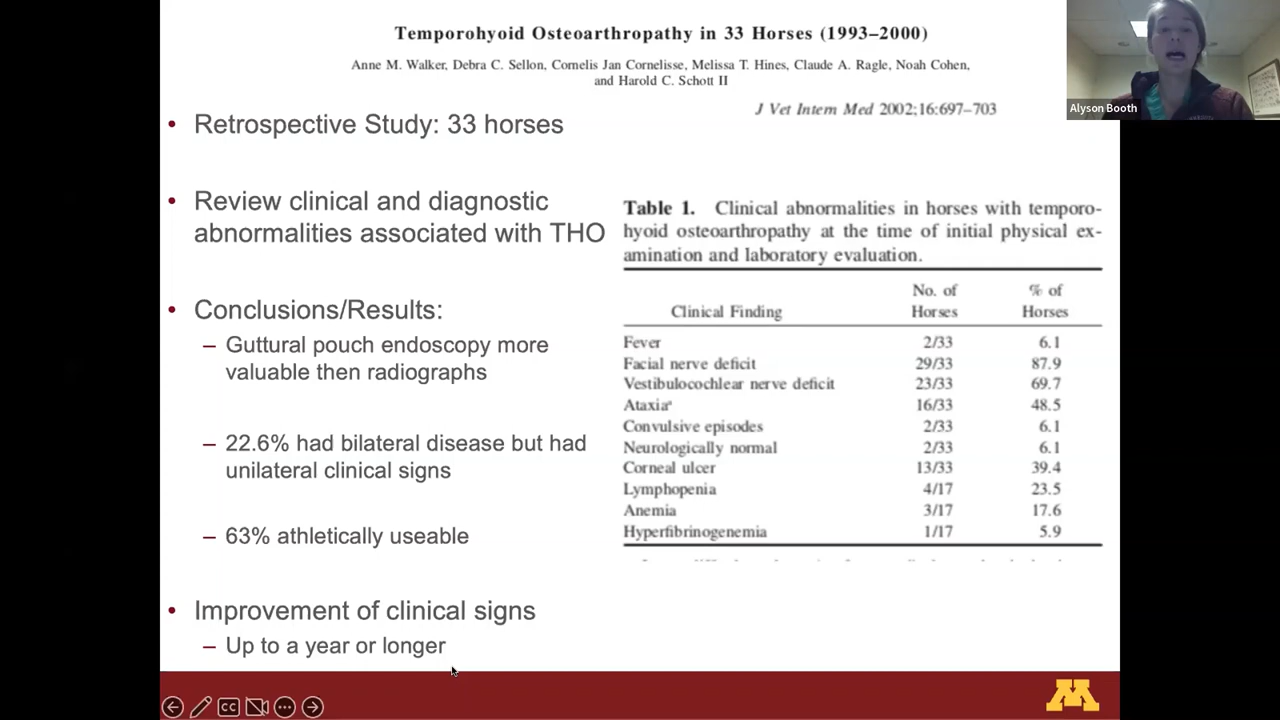 Temporohyoid Osteoarthropathy in 33 Horses (1993–2000)
Anne M. Walker, Debra C. Sellon, Cornelis Jan Cornelisse, Melissa T. Hines, Claude A. Ragle, Noah Cohen,
and Harold C. Schott II
J Vet Intern Med 2002;16:697–703
Alyson Booth
• Retrospective Study: 33 horses
• Review clinical and diagnostic
abnormalities associated with THO
• Conclusions/Results:
– Guttural pouch endoscopy more
valuable then radiographs
– 22.6% had bilateral disease but had
unilateral clinical signs
– 63% athletically useable
• Improvement of clinical signs
– Up to a year or longer
Table 1. Clinical abnormalities in horses with temporo-
hyoid osteoarthropathy at the time of initial physical ex-
amination and laboratory evaluation.
No. of % of
Clinical Finding Horses Horses
Fever 2/33 6.1
Facial nerve deficit 29/33 87.9
Vestibulocochlear nerve deficit 23/33 69.7
Ataxiaᵃ 16/33 48.5
Convulsive episodes 2/33 6.1
Neurologically normal 2/33 6.1
Corneal ulcer 13/33 39.4
Lymphopenia 4/17 23.5
Anemia 3/17 17.6
Hyperfibrinogenemia 1/17 5.9
CC
M